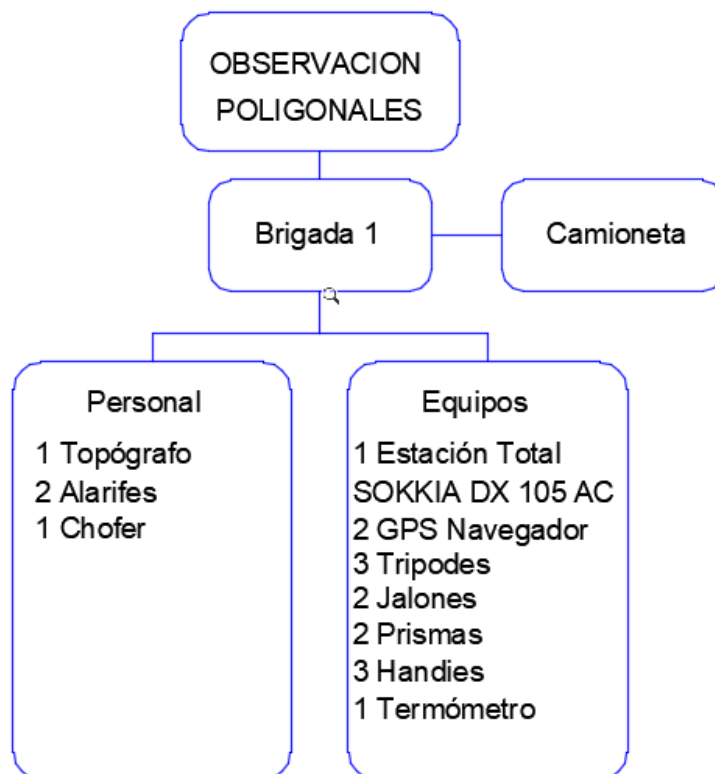 OBSERVACION
POLIGONALES
Brigada 1
Camioneta
Personal
1 Topógrafo
2 Alarifes
1 Chofer
Equipos
1 Estación Total
SOKKIA DX 105 AC
2 GPS Navegador
3 Tripodes
2 Jalones
2 Prismas
3 Handies
1 Termómetro